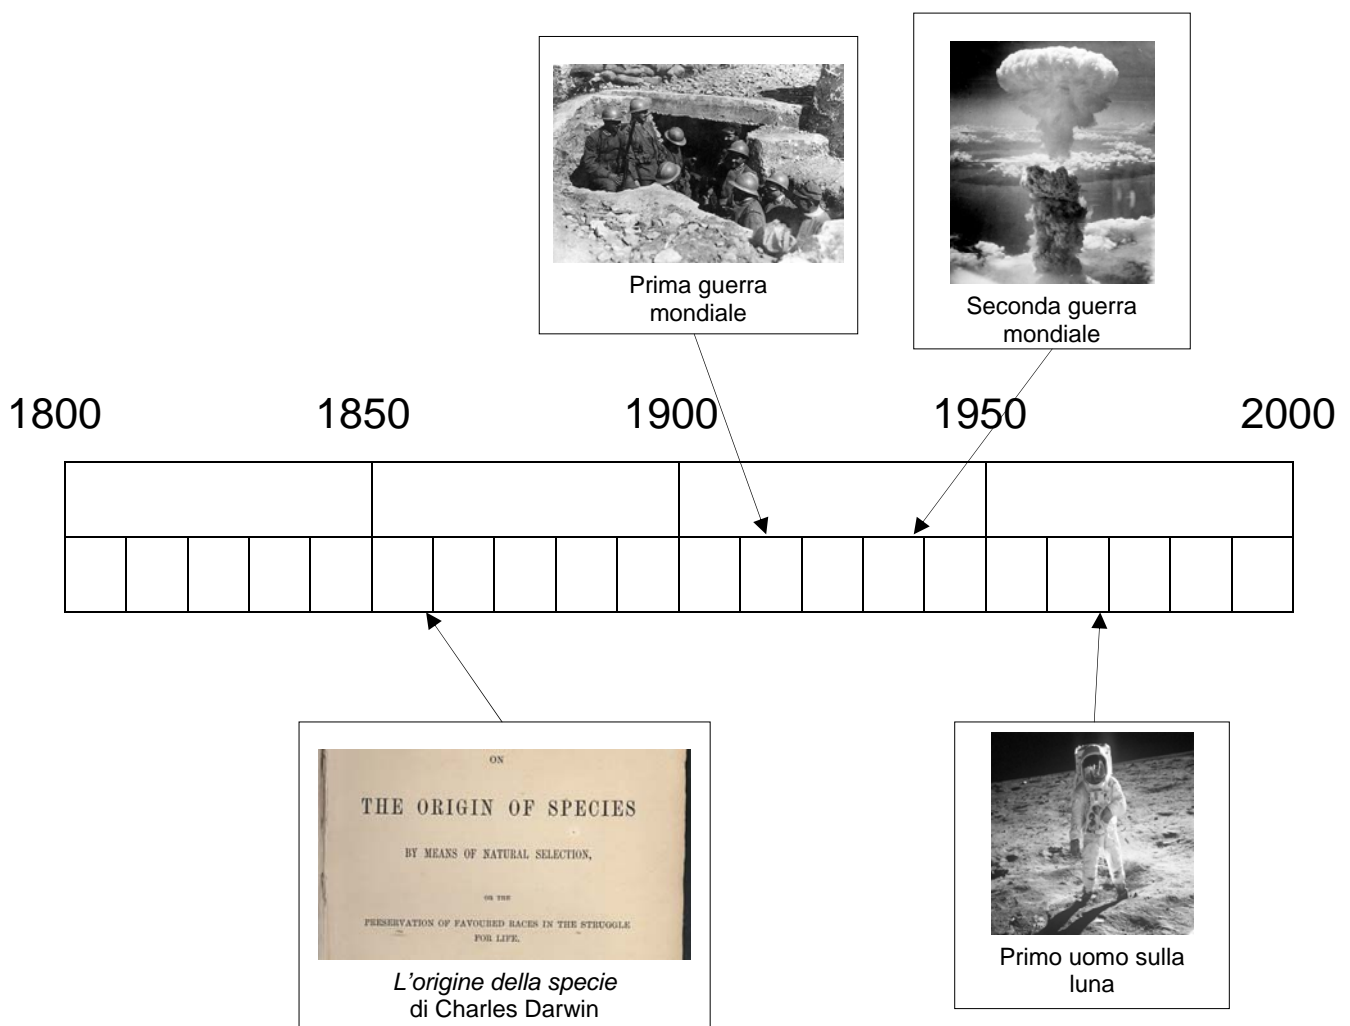 Prima guerra
mondiale
Seconda guerra
mondiale
1800 1850 1900 1950 2000
ON
THE ORIGIN OF SPECIES
BY MEANS OF NATURAL SELECTION,
OR THE
PRESERVATION OF FAVOURED RACES IN THE STRUGGLE
FOR LIFE.
L'origine della specie
di Charles Darwin
Primo uomo sulla
luna